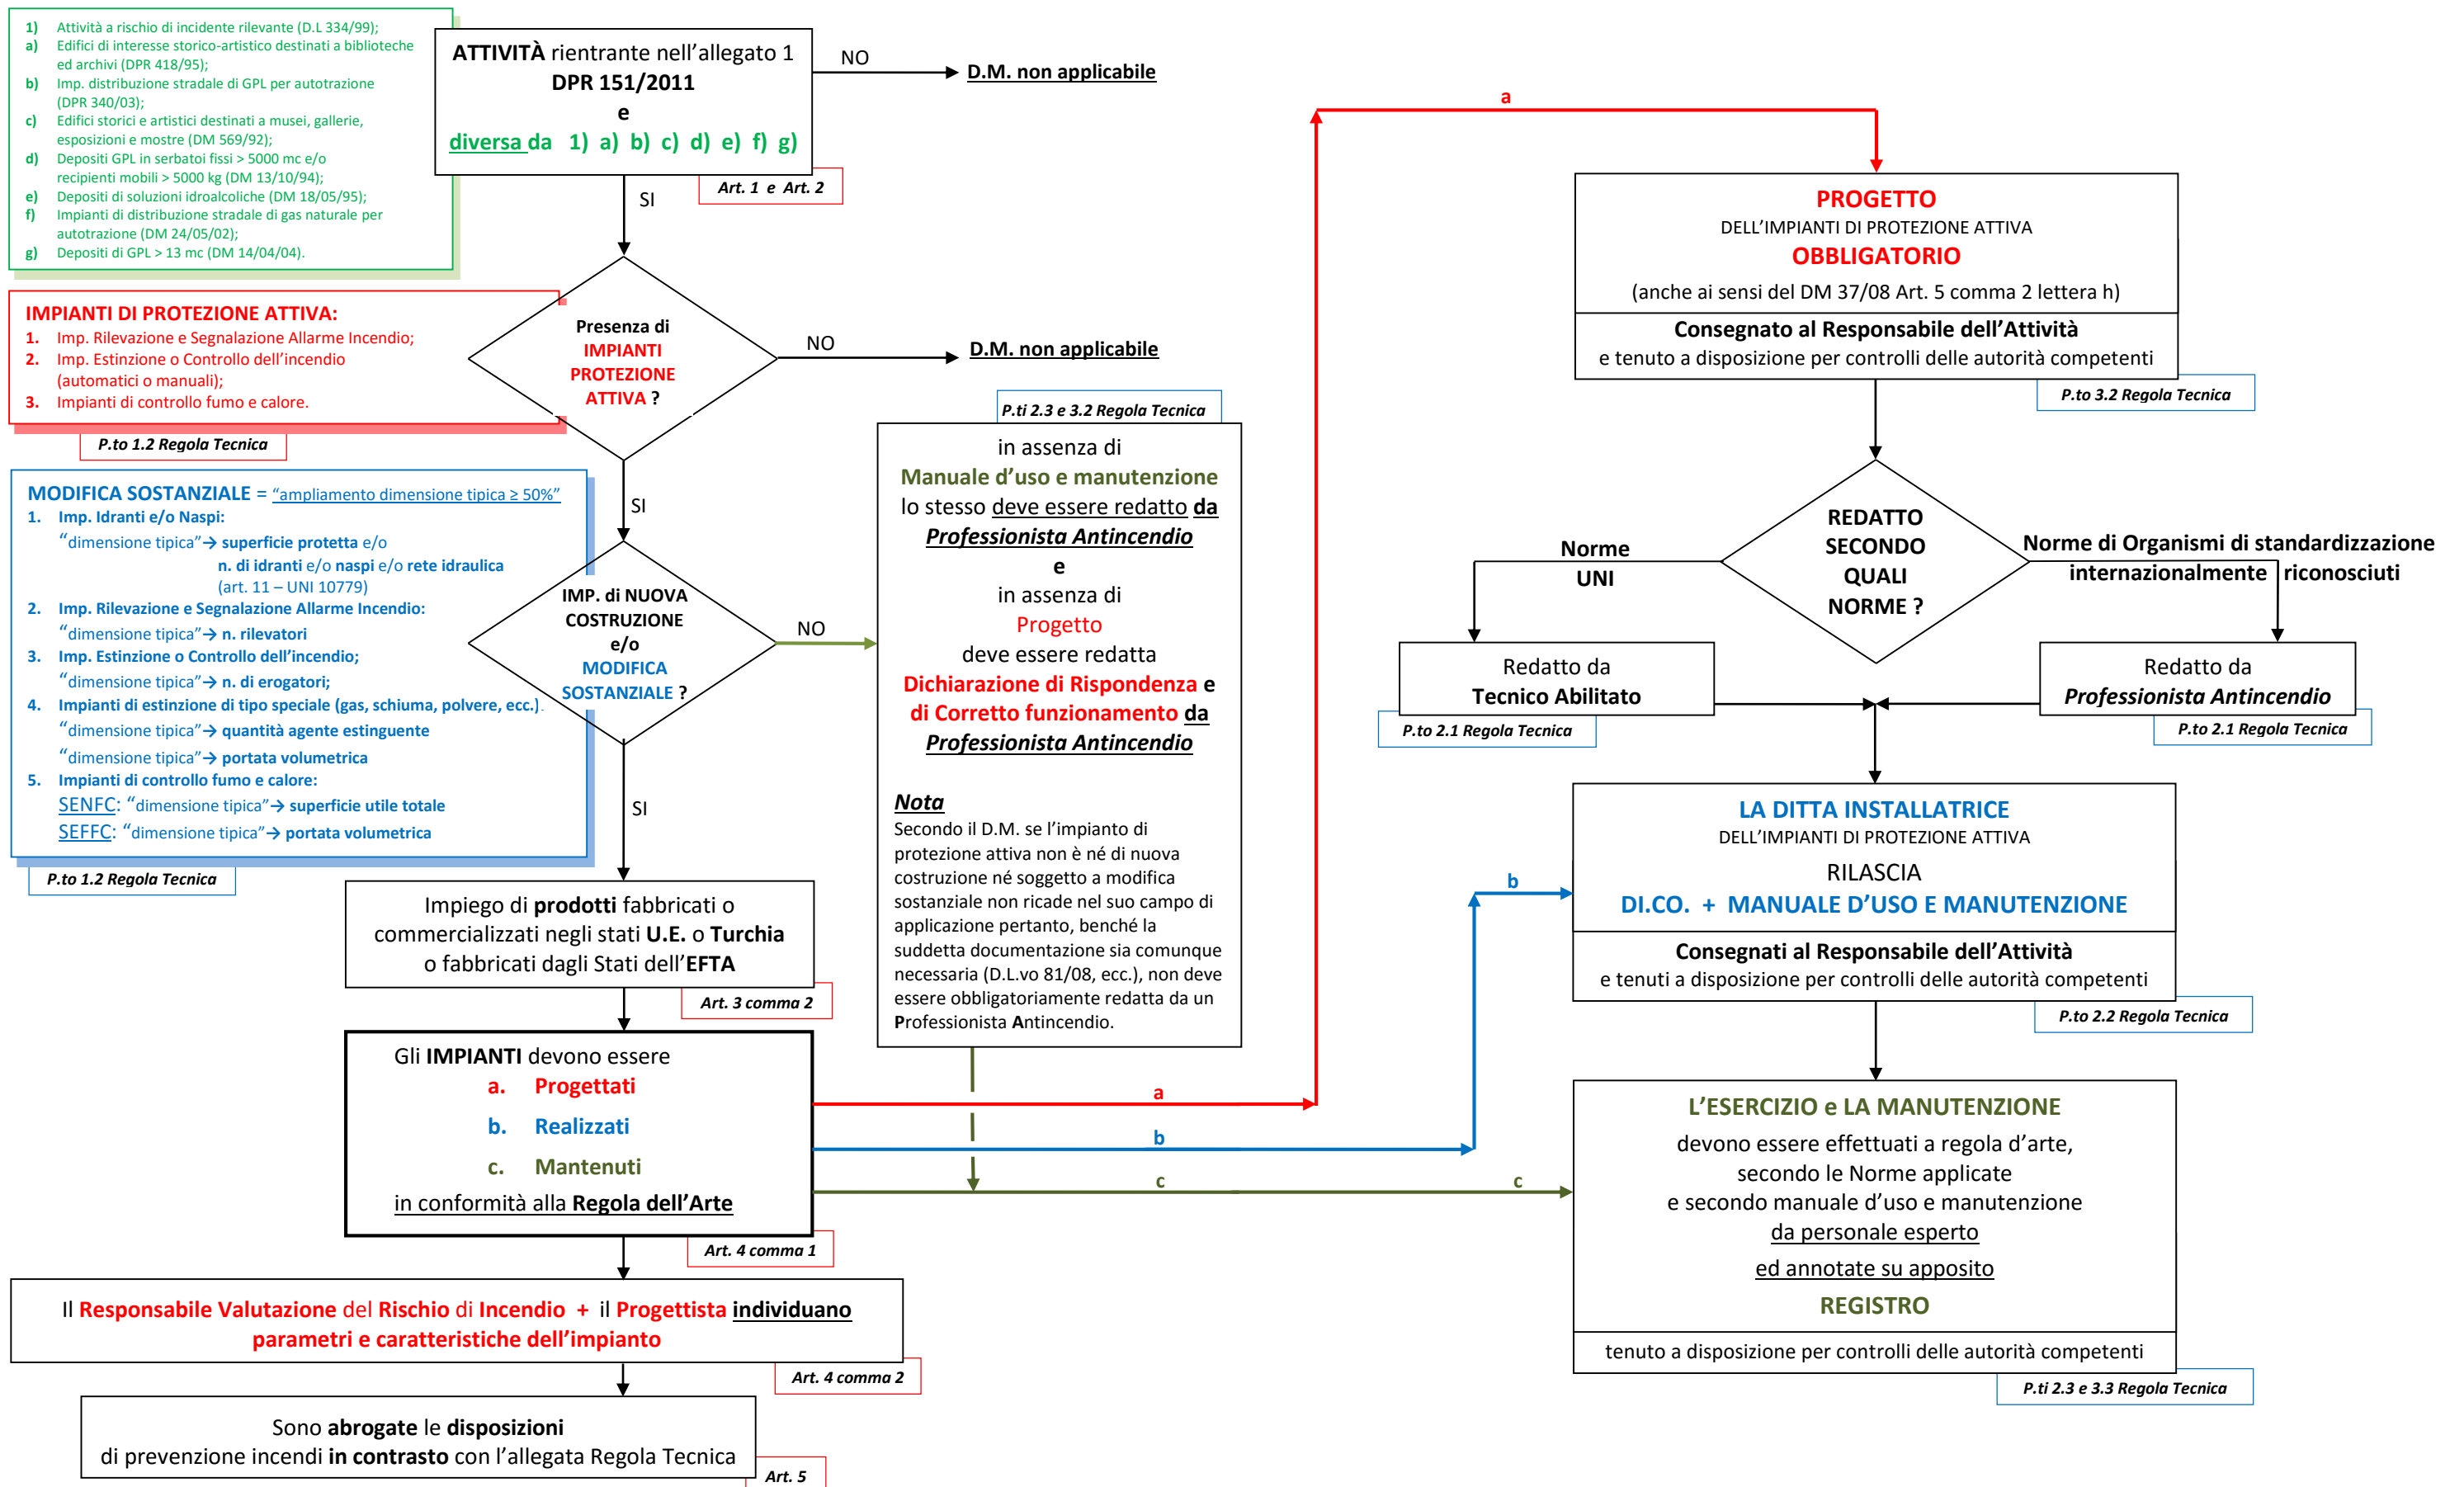 1) Attività a rischio di incidente rilevante (D.L 334/99);
a) Edifici di interesse storico-artistico destinati a biblioteche
ed archivi (DPR 418/95);
b) Imp. distribuzione stradale di GPL per autotrazione
(DPR 340/03);
c) Edifici storici e artistici destinati a musei, gallerie,
esposizioni e mostre (DM 569/92);
d) Depositi GPL in serbatoi fissi > 5000 mc e/o
recipienti mobili > 5000 kg (DM 13/10/94);
e) Depositi di soluzioni idroalcoliche (DM 18/05/95);
f) Impianti di distribuzione stradale di gas naturale per
autotrazione (DM 24/05/02);
g) Depositi di GPL > 13 mc (DM 14/04/04).
ATTIVITÀ rientrante nell’allegato 1
DPR 151/2011
e
diversa da 1) a) b) c) d) e) f) g)
Art. 1 e Art. 2
NO
D.M. non applicabile
SI
IMPIANTI DI PROTEZIONE ATTIVA:
1. Imp. Rilevazione e Segnalazione Allarme Incendio;
2. Imp. Estinzione o Controllo dell’incendio
(automatici o manuali);
3. Impianti di controllo fumo e calore.
P.to 1.2 Regola Tecnica
Presenza di
IMPIANTI
PROTEZIONE
ATTIVA ?
NO
D.M. non applicabile
SI
MODIFICA SOSTANZIALE = “ampliamento dimensione tipica ≥ 50%”
1. Imp. Idranti e/o Naspi:
“dimensione tipica”→ superficie protetta e/o
n. di idranti e/o naspi e/o rete idraulica
(art. 11 – UNI 10779)
2. Imp. Rilevazione e Segnalazione Allarme Incendio:
“dimensione tipica”→ n. rilevatori
3. Imp. Estinzione o Controllo dell’incendio;
“dimensione tipica”→ n. di erogatori;
4. Impianti di estinzione di tipo speciale (gas, schiuma, polvere, ecc.).
“dimensione tipica”→ quantità agente estinguente
“dimensione tipica”→ portata volumetrica
5. Impianti di controllo fumo e calore:
SENFC: “dimensione tipica”→ superficie utile totale
SEFFC: “dimensione tipica”→ portata volumetrica
P.to 1.2 Regola Tecnica
IMP. di NUOVA
COSTRUZIONE
e/o
MODIFICA
SOSTANZIALE ?
NO
SI
P.ti 2.3 e 3.2 Regola Tecnica
in assenza di
Manuale d’uso e manutenzione
lo stesso deve essere redatto da
Professionista Antincendio
e
in assenza di
Progetto
deve essere redatta
Dichiarazione di Rispondenza e
di Corretto funzionamento da
Professionista Antincendio
Nota
Secondo il D.M. se l’impianto di
protezione attiva non è né di nuova
costruzione né soggetto a modifica
sostanziale non ricade nel suo campo di
applicazione pertanto, benché la
suddetta documentazione sia comunque
necessaria (D.L.vo 81/08, ecc.), non deve
essere obbligatoriamente redatta da un
Professionista Antincendio.
Impiego di prodotti fabbricati o
commercializzati negli stati U.E. o Turchia
o fabbricati dagli Stati dell’EFTA
Art. 3 comma 2
Gli IMPIANTI devono essere
a. Progettati
b. Realizzati
c. Mantenuti
in conformità alla Regola dell’Arte
Art. 4 comma 1
a
b
c
Il Responsabile Valutazione del Rischio di Incendio + il Progettista individuano
parametri e caratteristiche dell’impianto
Art. 4 comma 2
Sono abrogate le disposizioni
di prevenzione incendi in contrasto con l’allegata Regola Tecnica
Art. 5
a
PROGETTO
DELL’IMPIANTI DI PROTEZIONE ATTIVA
OBBLIGATORIO
(anche ai sensi del DM 37/08 Art. 5 comma 2 lettera h)
Consegnato al Responsabile dell’Attività
e tenuto a disposizione per controlli delle autorità competenti
P.to 3.2 Regola Tecnica
REDATTO
SECONDO
QUALI
NORME ?
Norme
UNI
Norme di Organismi di standardizzazione
internazionalmente riconosciuti
Redatto da
Tecnico Abilitato
P.to 2.1 Regola Tecnica
Redatto da
Professionista Antincendio
P.to 2.1 Regola Tecnica
b
LA DITTA INSTALLATRICE
DELL’IMPIANTI DI PROTEZIONE ATTIVA
RILASCIA
DI.CO. + MANUALE D’USO E MANUTENZIONE
Consegnati al Responsabile dell’Attività
e tenuti a disposizione per controlli delle autorità competenti
P.to 2.2 Regola Tecnica
c
L’ESERCIZIO e LA MANUTENZIONE
devono essere effettuati a regola d’arte,
secondo le Norme applicate
e secondo manuale d’uso e manutenzione
da personale esperto
ed annotate su apposito
REGISTRO
tenuto a disposizione per controlli delle autorità competenti
P.ti 2.3 e 3.3 Regola Tecnica